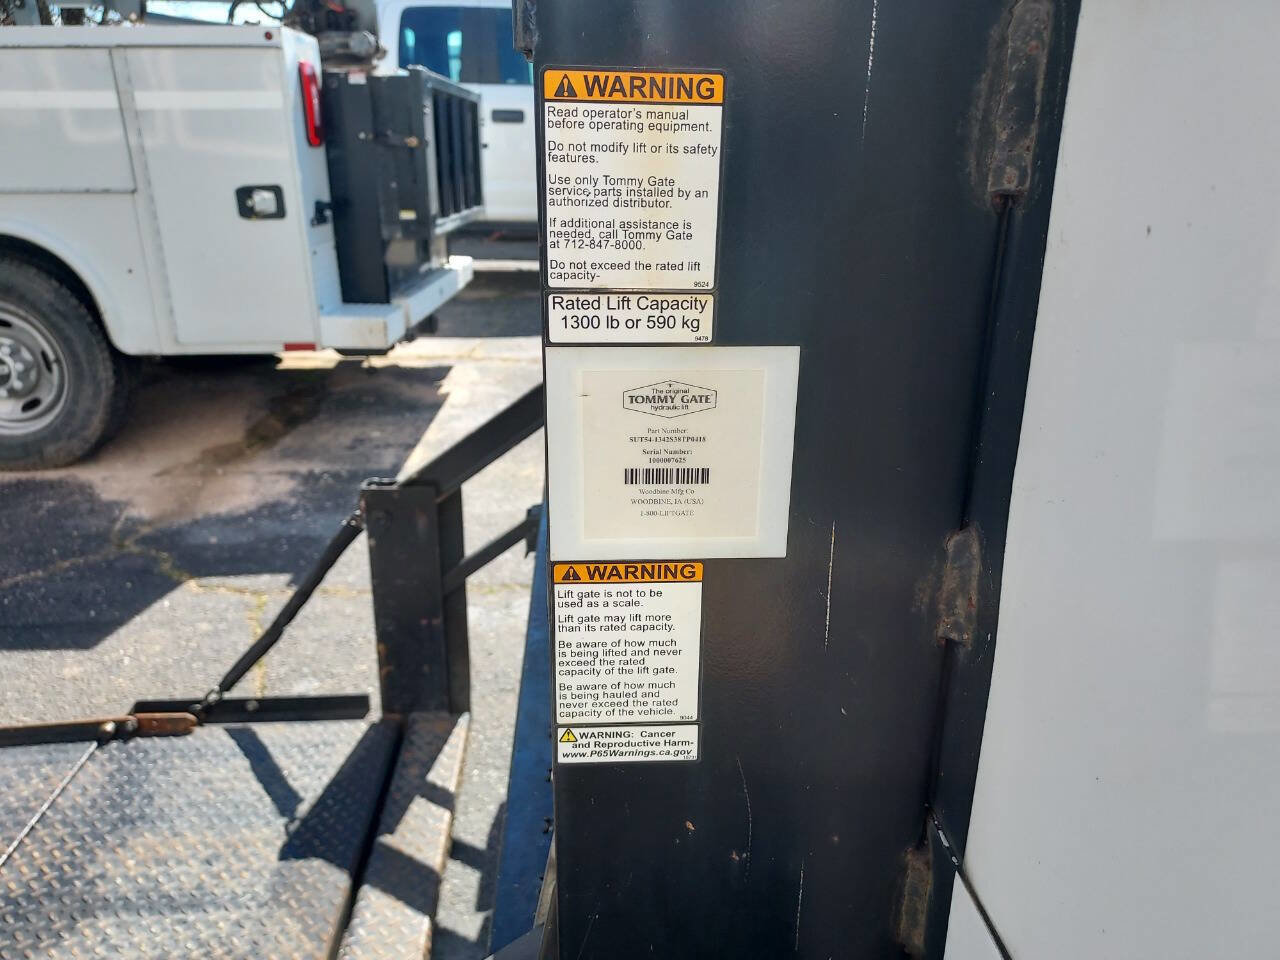 WARNING
Read operator's manual
before operating equipment.
Do not modify lift or its safety
features.
Use only Tommy Gate
service parts installed by an
authorized distributor.
If additional assistance is
needed, call Tommy Gate
at 712-847-8000.
Do not exceed the rated lift
capacity-
9524
Rated Lift Capacity
1300 lb or 590 kg
9478
The original
TOMMY GATE
hydraulic lift
Part Number:
SUT54-1342S38TP0418
Serial Number:
1000007625
Woodbine Mfg Co
WOODBINE, IA (USA)
1-800-LIFTGATE
WARNING
Lift gate is not to be
used as a scale.
Lift gate may lift more
than its rated capacity.
Be aware of how much
is being lifted and never
exceed the rated
capacity of the lift gate.
Be aware of how much
is being hauled and
never exceed the rated
capacity of the vehicle.
9044
WARNING: Cancer
and Reproductive Harm-
www.P65Warnings.ca.gov